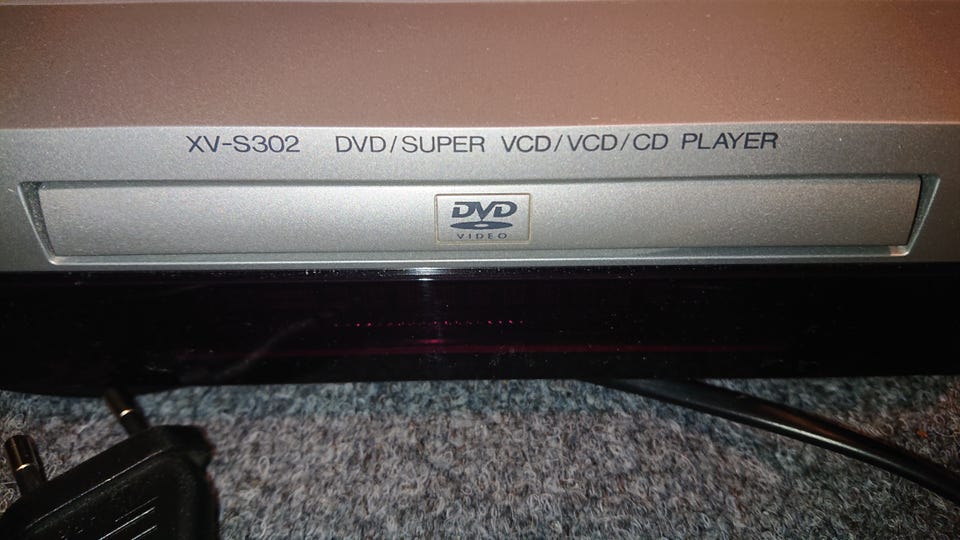 XV-S302 DVD/SUPER VCD/VCD/CD PLAYER
DVD
VIDEO